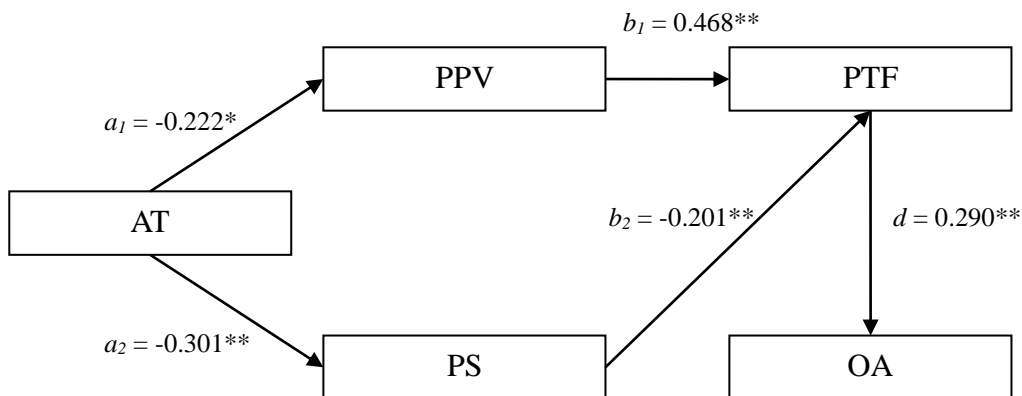 b1 = 0.468**
PPV
PTF
a1 = -0.222*
AT
b2 = -0.201**
d = 0.290**
a2 = -0.301**
PS
OA